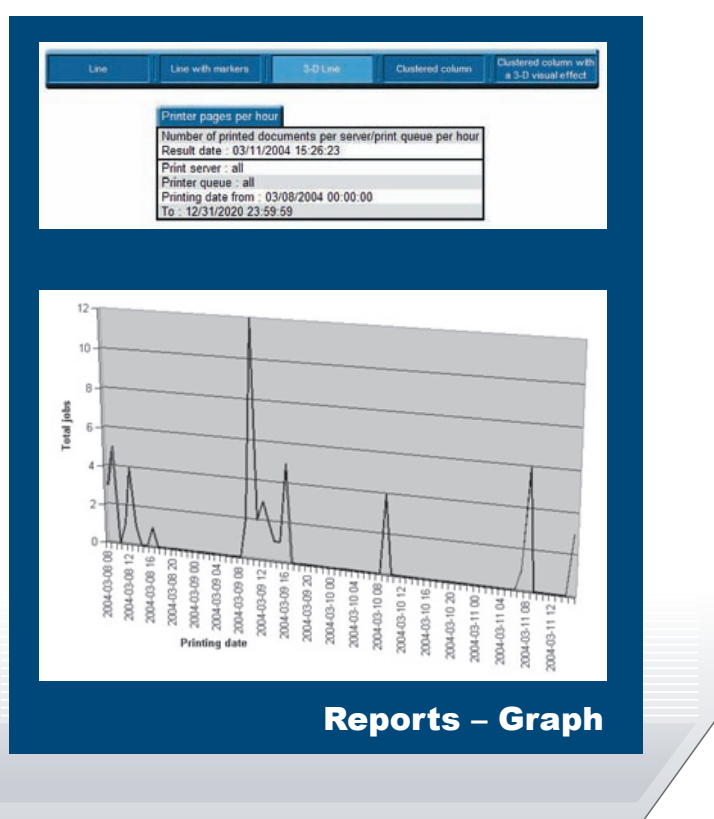 Line
Line with markers
3-D Line
Clustered column
Clustered column with
a 3-D visual effect
Printer pages per hour
Number of printed documents per server/print queue per hour
Result date : 03/11/2004 15:26:23
Print server : all
Printer queue : all
Printing date from : 03/08/2004 00:00:00
To : 12/31/2020 23:59:59
12
10
8
6
4
2
0
Total jobs
2004-03-08 08
2004-03-08 12
2004-03-08 16
2004-03-08 20
2004-03-09 00
2004-03-09 04
2004-03-09 08
2004-03-09 12
2004-03-09 16
2004-03-09 20
2004-03-10 00
2004-03-10 04
2004-03-10 08
2004-03-10 12
2004-03-10 16
2004-03-10 20
2004-03-11 00
2004-03-11 04
2004-03-11 08
2004-03-11 12
Printing date
Reports – Graph